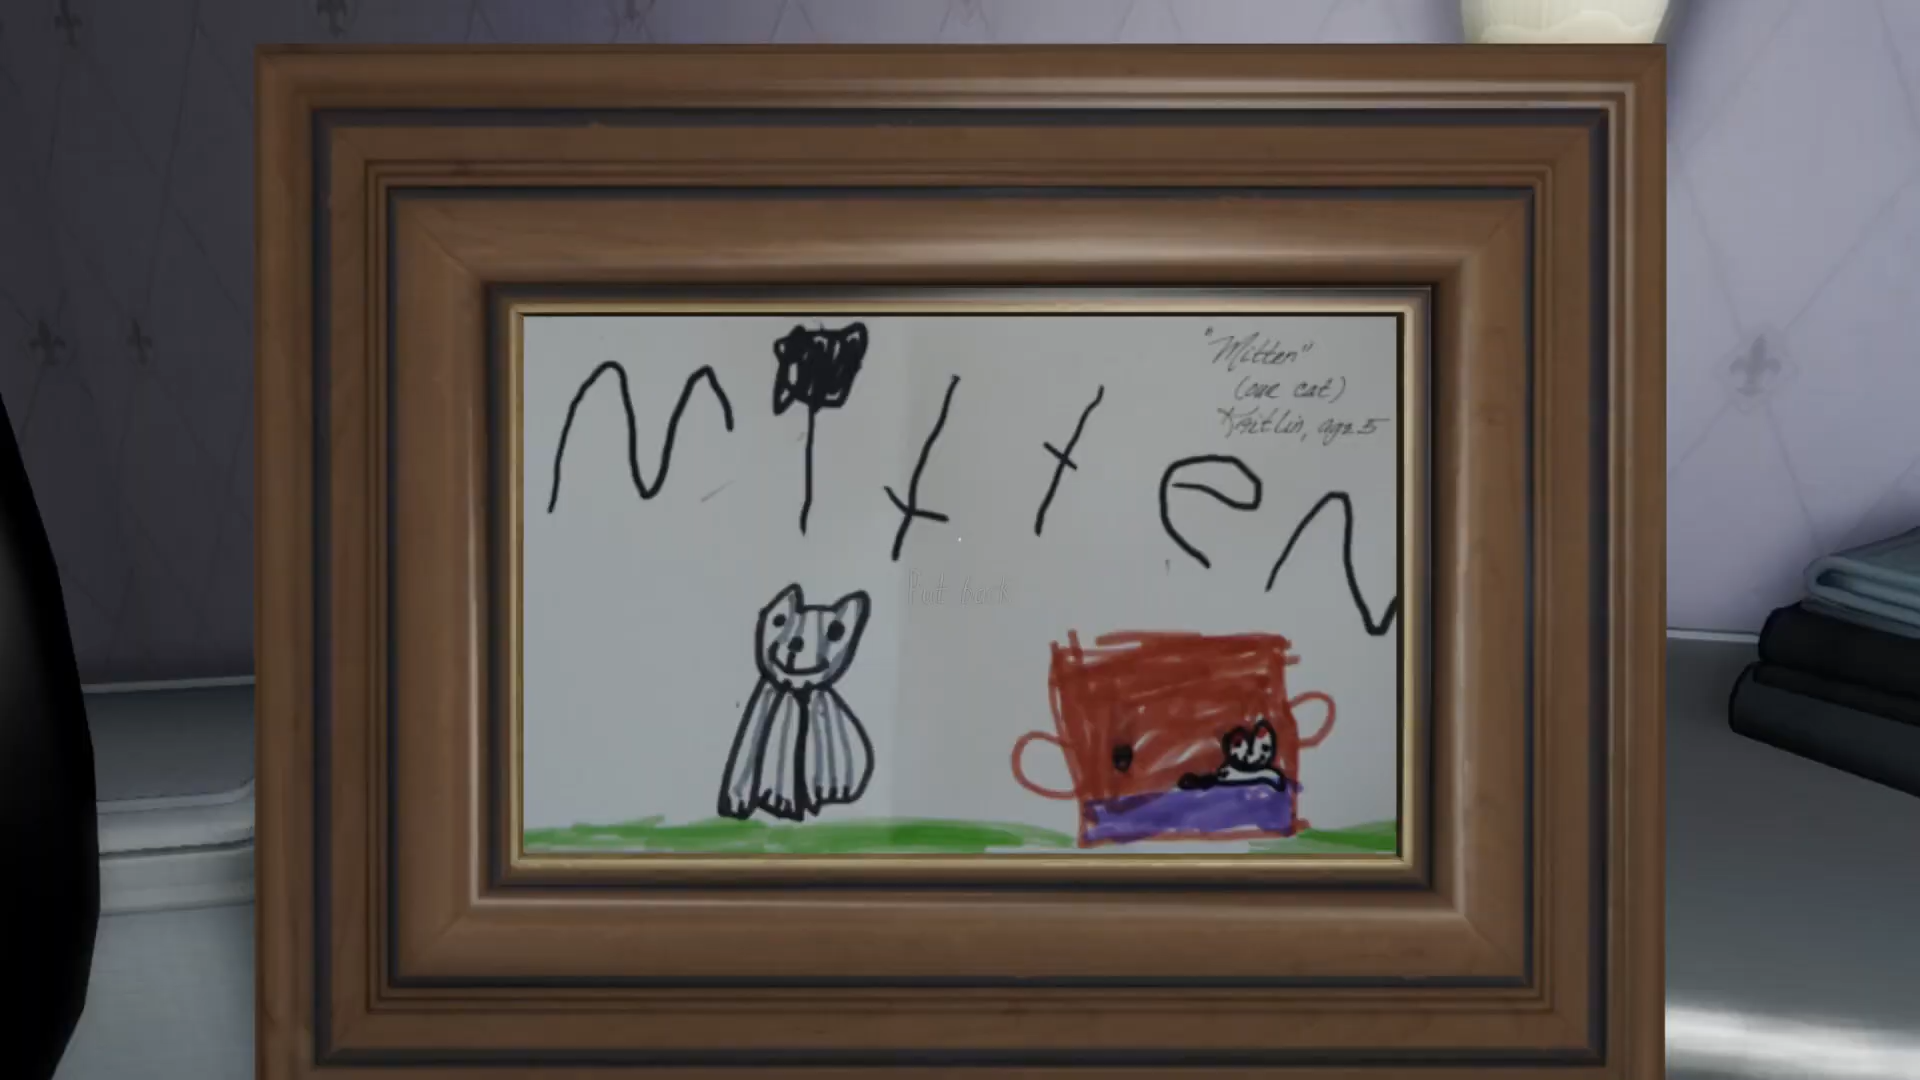 Mitten
"Mitten"
(our cat)
Kaitlin, age 5
Put back